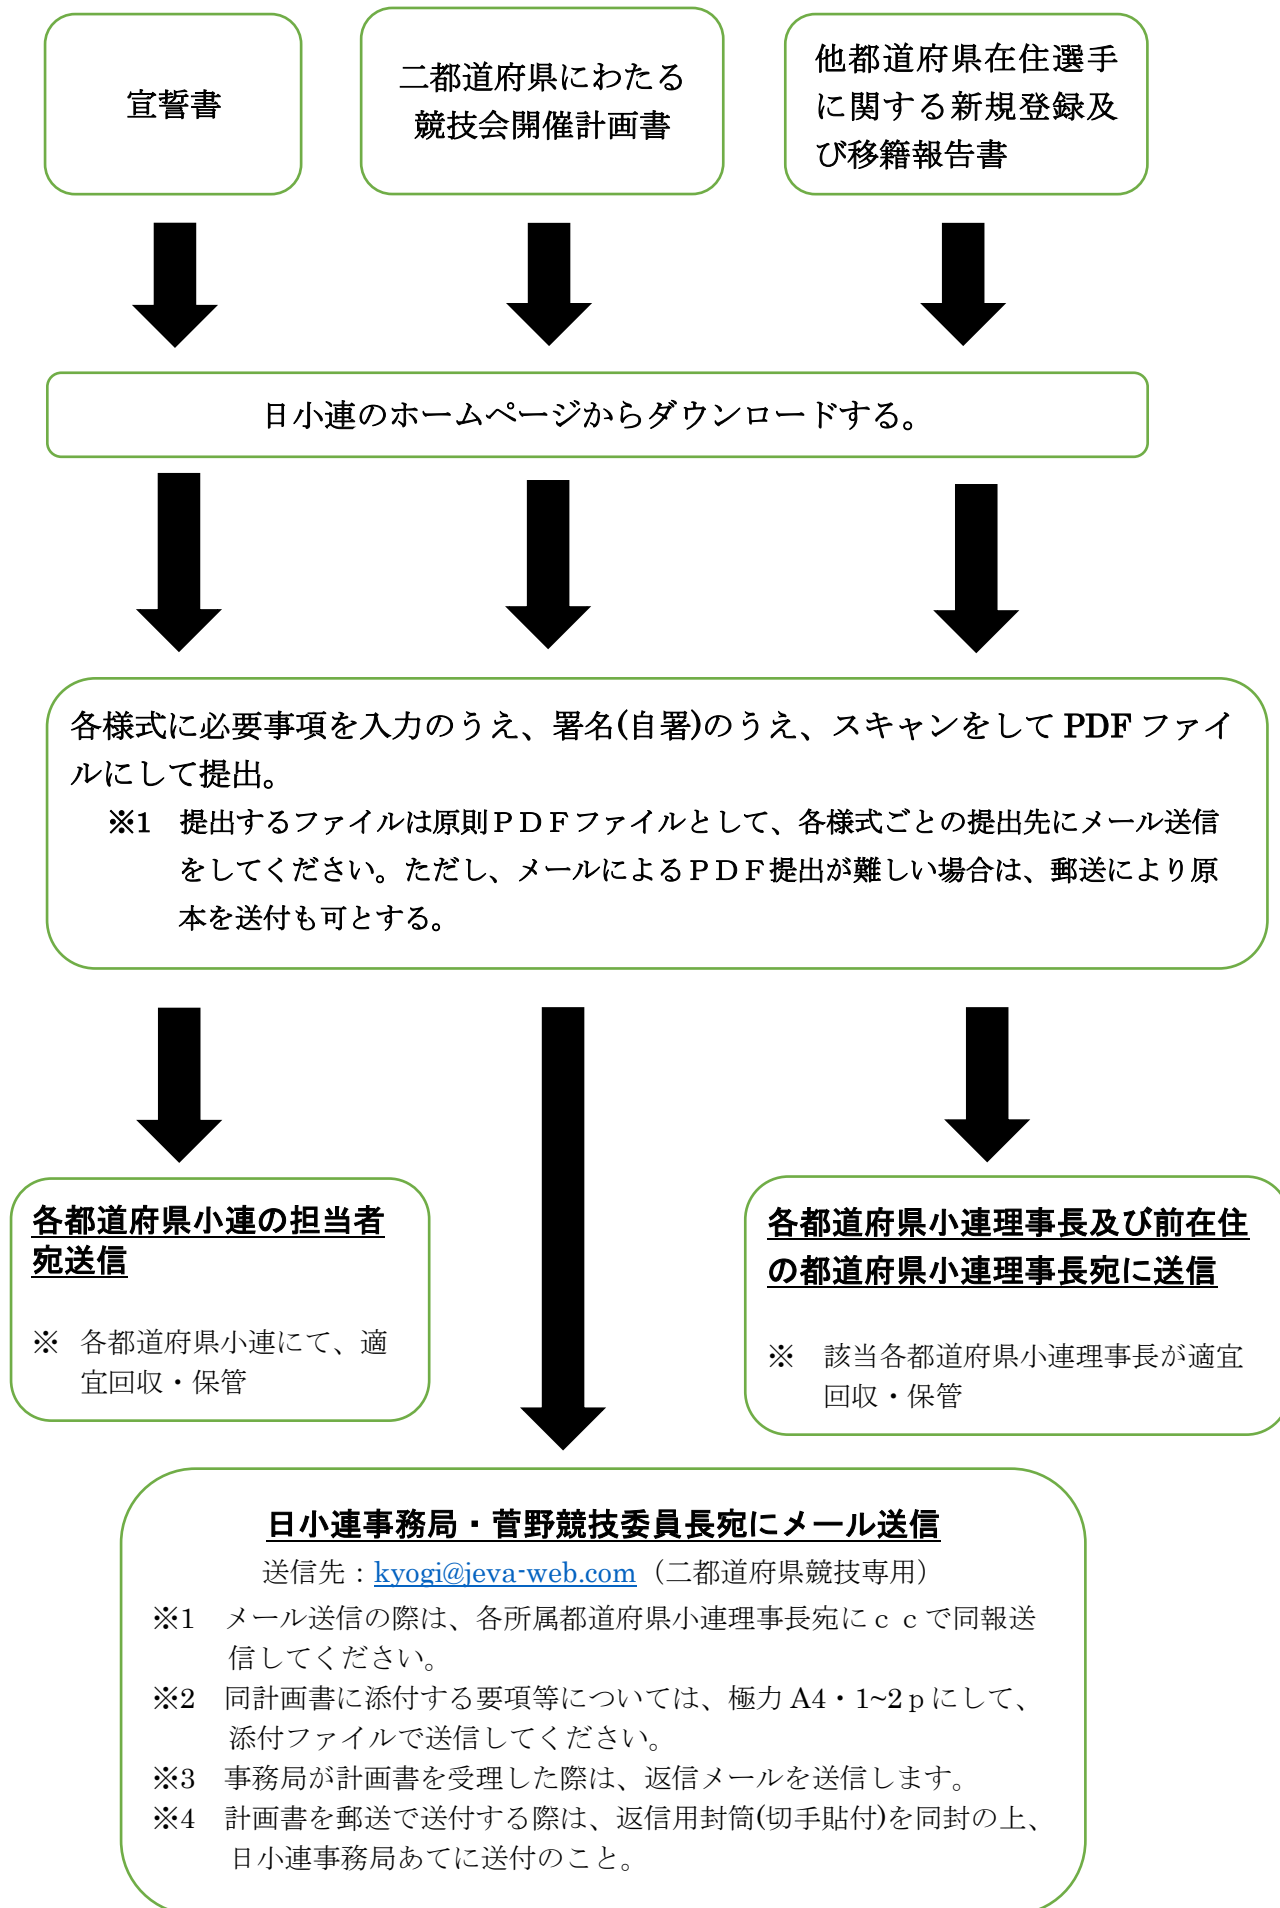 宣誓書
二都道府県にわたる
競技会開催計画書
他都道府県在住選手
に関する新規登録及
び移籍報告書
日小連のホームページからダウンロードする。
各様式に必要事項を入力のうえ、署名(自署)のうえ、スキャンをして PDF ファイ
ルにして提出。
※1 提出するファイルは原則ＰＤＦファイルとして、各様式ごとの提出先にメール送信
をしてください。ただし、メールによるＰＤＦ提出が難しい場合は、郵送により原
本を送付も可とする。
各都道府県小連の担当者
宛送信
※ 各都道府県小連にて、適
宜回収・保管
各都道府県小連理事長及び前在住
の都道府県小連理事長宛に送信
※ 該当各都道府県小連理事長が適宜
回収・保管
日小連事務局・菅野競技委員長宛にメール送信
送信先：kyogi@jeva-web.com（二都道府県競技専用）
※1 メール送信の際は、各所属都道府県小連理事長宛にｃｃで同報送
信してください。
※2 同計画書に添付する要項等については、極力 A4・1~2ｐにして、
添付ファイルで送信してください。
※3 事務局が計画書を受理した際は、返信メールを送信します。
※4 計画書を郵送で送付する際は、返信用封筒(切手貼付)を同封の上、
日小連事務局あてに送付のこと。